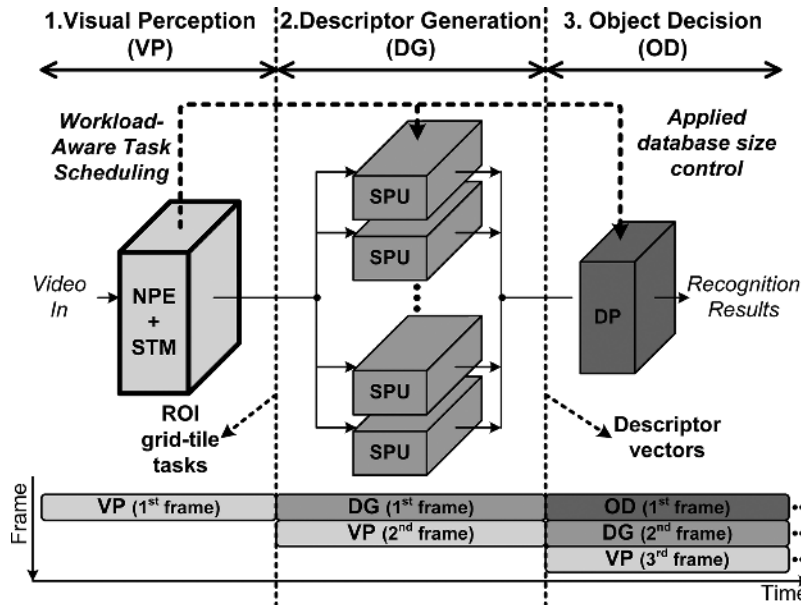 1.Visual Perception
(VP)
2.Descriptor Generation
(DG)
3. Object Decision
(OD)
Workload-
Aware Task
Scheduling
Applied
database size
control
SPU
SPU
Video
In
NPE
+
STM
DP
Recognition
Results
SPU
SPU
ROI
grid-tile
tasks
Descriptor
vectors
Frame
VP (1st frame)
DG (1st frame)
OD (1st frame)
VP (2nd frame)
DG (2nd frame)
VP (3rd frame)
Time